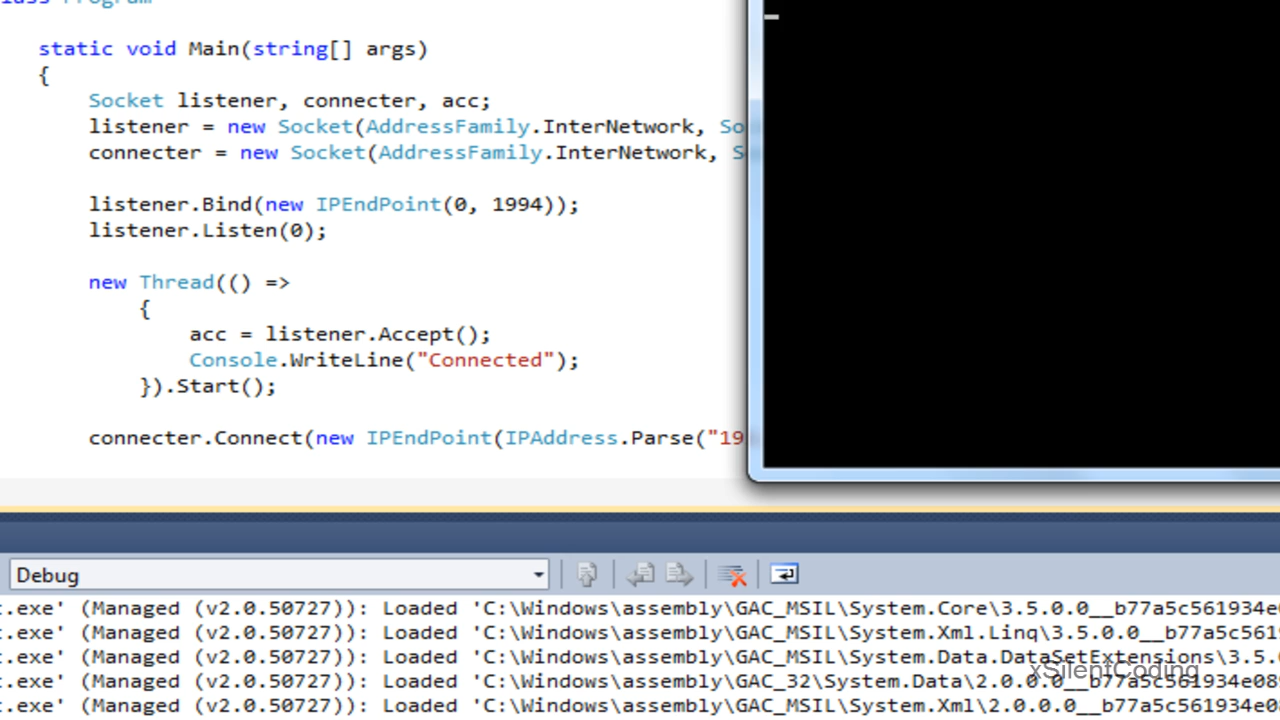 class Program
static void Main(string[] args)
{
Socket listener, connecter, acc;
listener = new Socket(AddressFamily.InterNetwork, So
connecter = new Socket(AddressFamily.InterNetwork, S
listener.Bind(new IPEndPoint(0, 1994));
listener.Listen(0);
new Thread(() =>
{
acc = listener.Accept();
Console.WriteLine("Connected");
}).Start();
connecter.Connect(new IPEndPoint(IPAddress.Parse("19
Debug
t.exe' (Managed (v2.0.50727)): Loaded 'C:\Windows\assembly\GAC_MSIL\System.Core\3.5.0.0__b77a5c561934e0
t.exe' (Managed (v2.0.50727)): Loaded 'C:\Windows\assembly\GAC_MSIL\System.Xml.Linq\3.5.0.0__b77a5c5619
t.exe' (Managed (v2.0.50727)): Loaded 'C:\Windows\assembly\GAC_MSIL\System.Data.DataSetExtensions\3.5.0
t.exe' (Managed (v2.0.50727)): Loaded 'C:\Windows\assembly\GAC_32\System.Data\2.0.0.0__b77a5c561934e089
t.exe' (Managed (v2.0.50727)): Loaded 'C:\Windows\assembly\GAC_MSIL\System.Xml\2.0.0.0__b77a5c561934e08
xSilentCoding